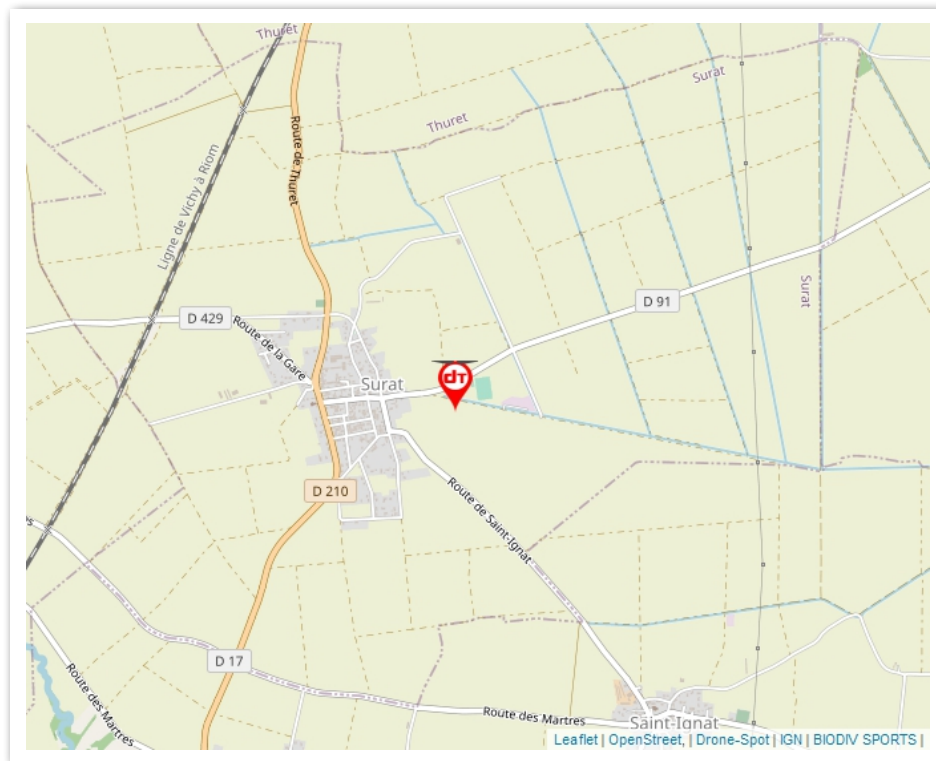 Thuret
Surat
Thuret
Route de Thuret
Ligne de Vichy à Riom
Surat
D 91
D 429
Route de la Gare
Surat
dT
D 210
Route de Saint-Ignat
D 17
Route des Martres
Route des Martres
Saint-Ignat
Leaflet | OpenStreet, | Drone-Spot | IGN | BIODIV SPORTS |